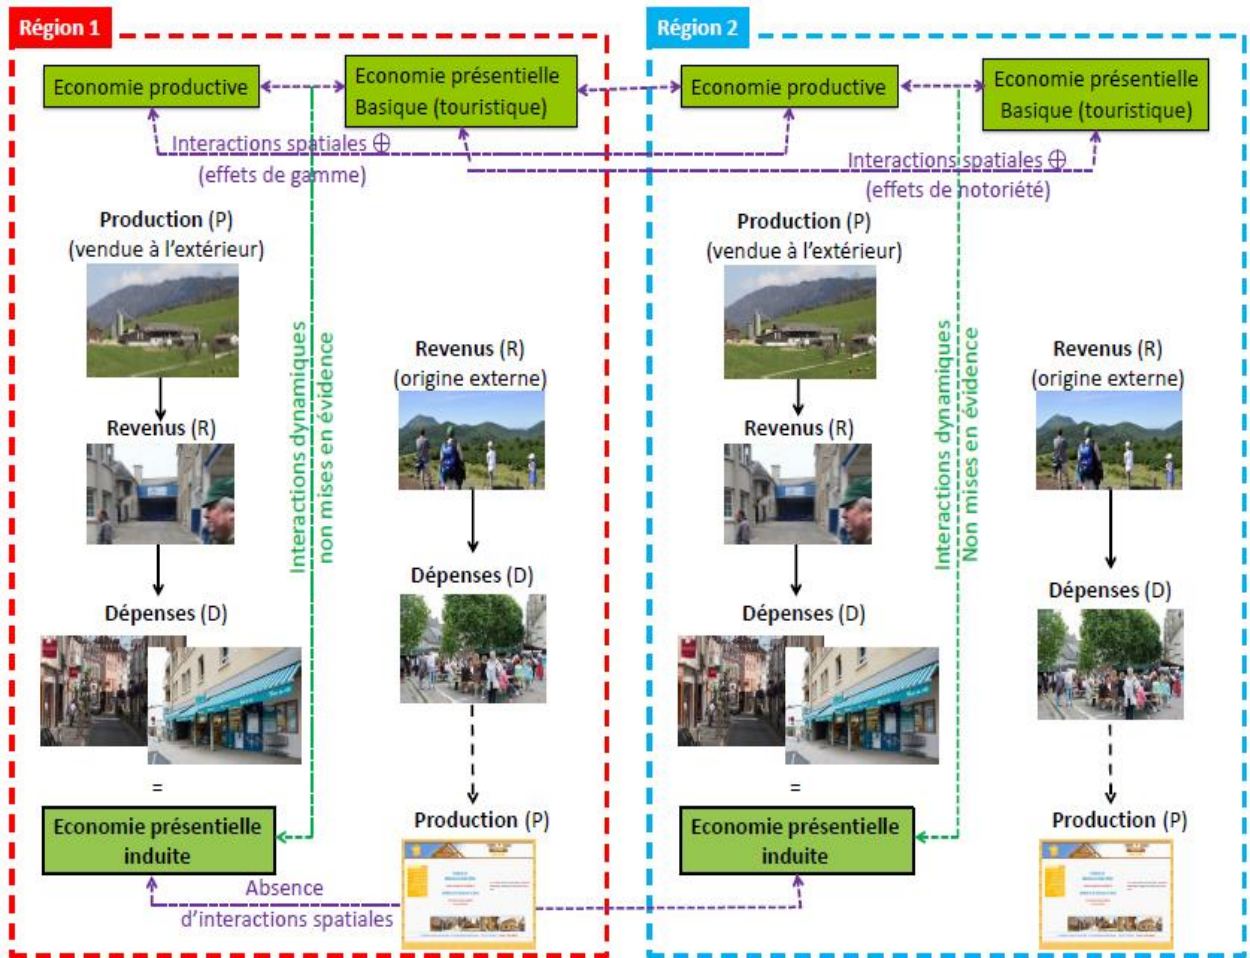 Région 1
Economie productive
Economie présentielle
Basique (touristique)
Interactions spatiales ⊕
(effets de gamme)
Production (P)
(vendue à l'extérieur)
Revenus (R)
Dépenses (D)
=
Economie présentielle
induite
Interactions dynamiques
non mises en évidence
Revenus (R)
(origine externe)
Dépenses (D)
Production (P)
Absence
d'interactions spatiales
Région 2
Economie productive
Economie présentielle
Basique (touristique)
Interactions spatiales ⊕
(effets de notoriété)
Production (P)
(vendue à l'extérieur)
Revenus (R)
Dépenses (D)
=
Economie présentielle
induite
Interactions dynamiques
Non mises en évidence
Revenus (R)
(origine externe)
Dépenses (D)
Production (P)